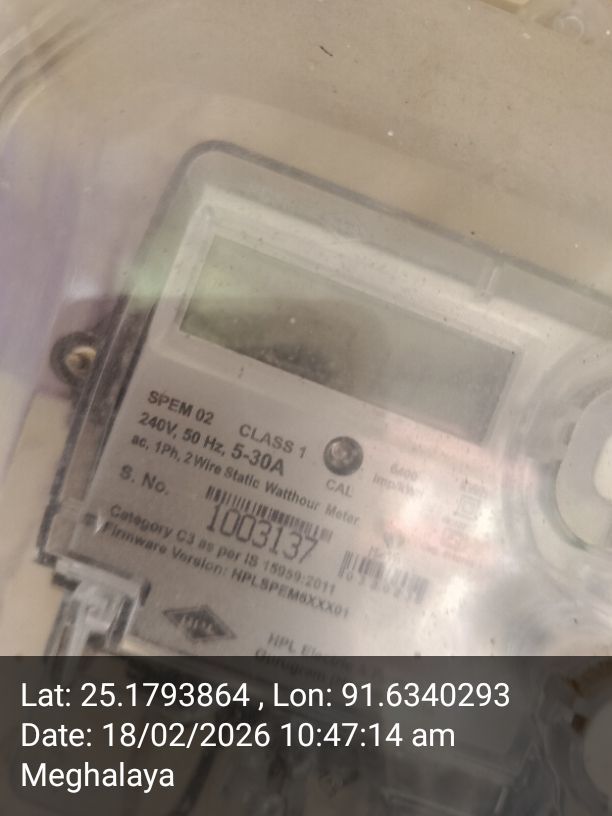 SPEM 02 CLASS 1
240V, 50 Hz, 5-30A
ac, 1Ph, 2 Wire Static Watthour Meter
CAL
S. No.
1003137
Category C3 as per IS 15959:2011
Firmware Version: HPLSPEM6XXX01
HPL
Lat: 25.1793864 , Lon: 91.6340293
Date: 18/02/2026 10:47:14 am
Meghalaya